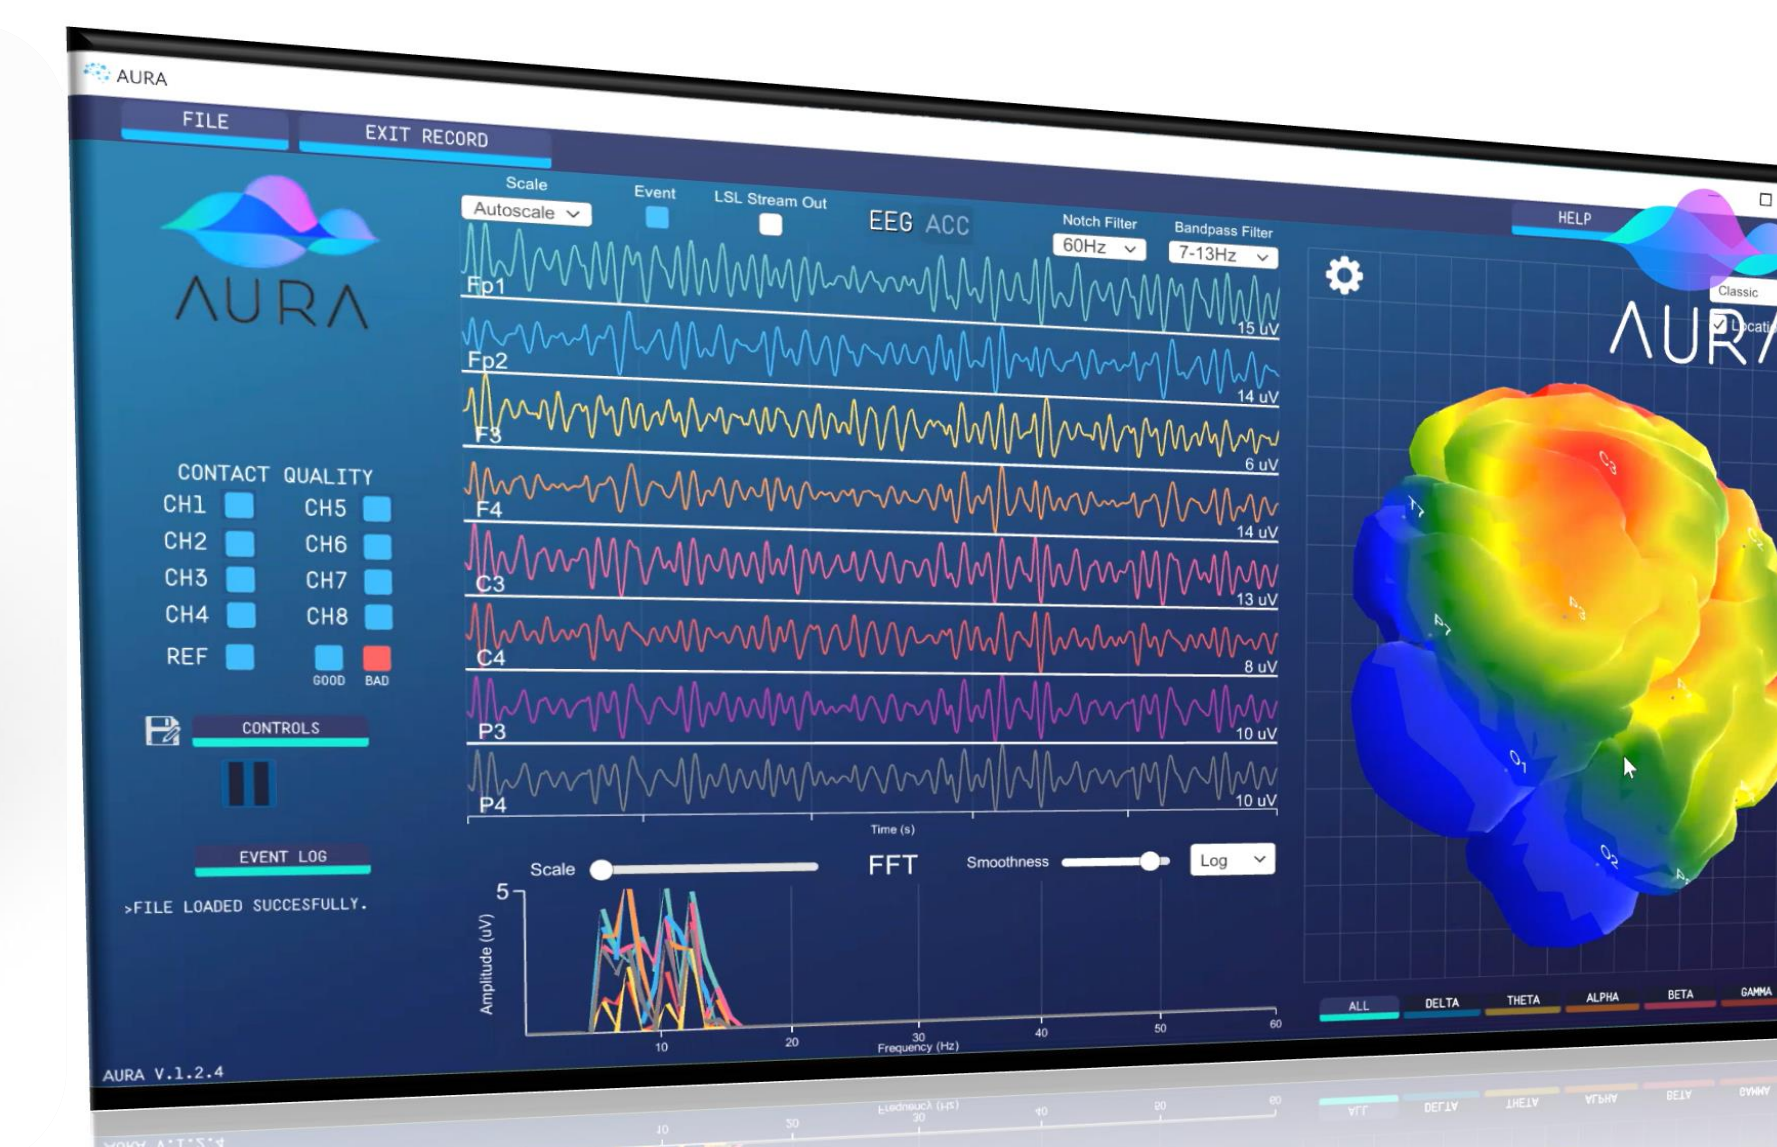 AURA
FILE
EXIT RECORD
HELP
AURA
Scale
Autoscale
Event
LSL Stream Out
EEG ACC
Notch Filter
60Hz
Bandpass Filter
7-13Hz
Classic
AURA
Fp1
15 uV
Fp2
14 uV
F3
6 uV
F4
14 uV
C3
13 uV
C4
8 uV
P3
10 uV
P4
10 uV
Time (s)
CONTACT QUALITY
CH1
CH5
CH2
CH6
CH3
CH7
CH4
CH8
REF
GOOD
BAD
CONTROLS
EVENT LOG
>FILE LOADED SUCCESFULLY.
Scale
FFT
Smoothness
Log
5
Amplitude (uV)
10
20
30
40
50
60
Frequency (Hz)
C3
O1
O2
ALL
DELTA
THETA
ALPHA
BETA
GAMMA
AURA V.1.2.4